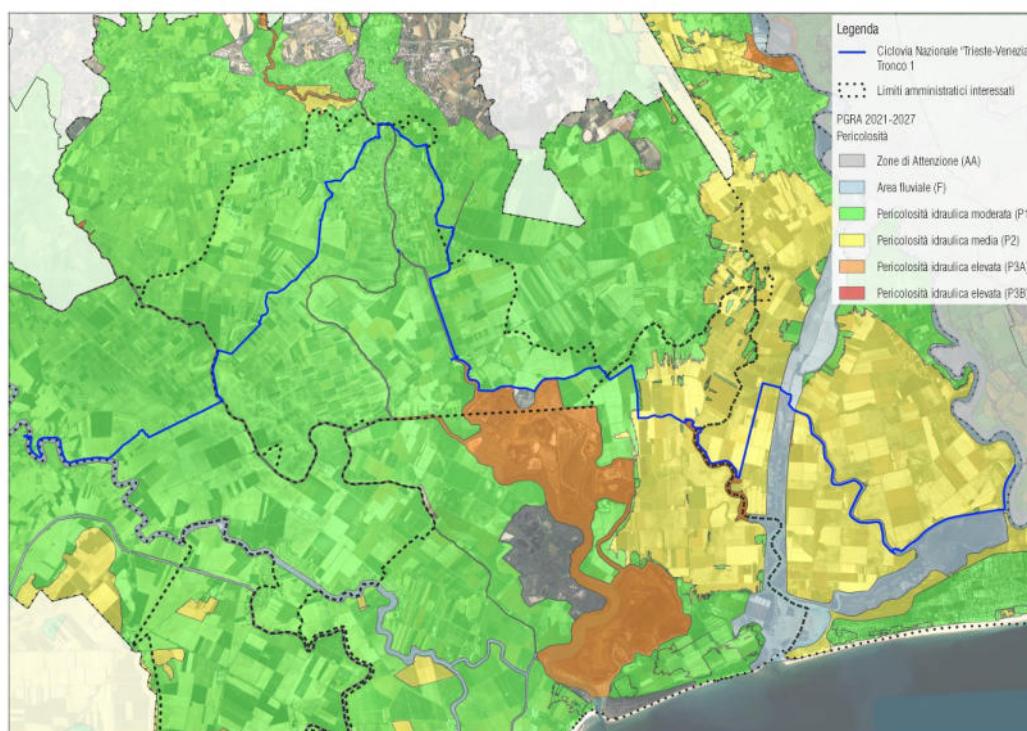 Legenda
Ciclovia Nazionale "Trieste-Venezia
Tronco 1
Limiti amministratici interessati
PGRA 2021-2027
Pericolosità
Zone di Attenzione (AA)
Area fluviale (F)
Pericolosità idraulica moderata (P1
Pericolosità idraulica media (P2)
Pericolosità idraulica elevata (P3A)
Pericolosità idraulica elevata (P3B)